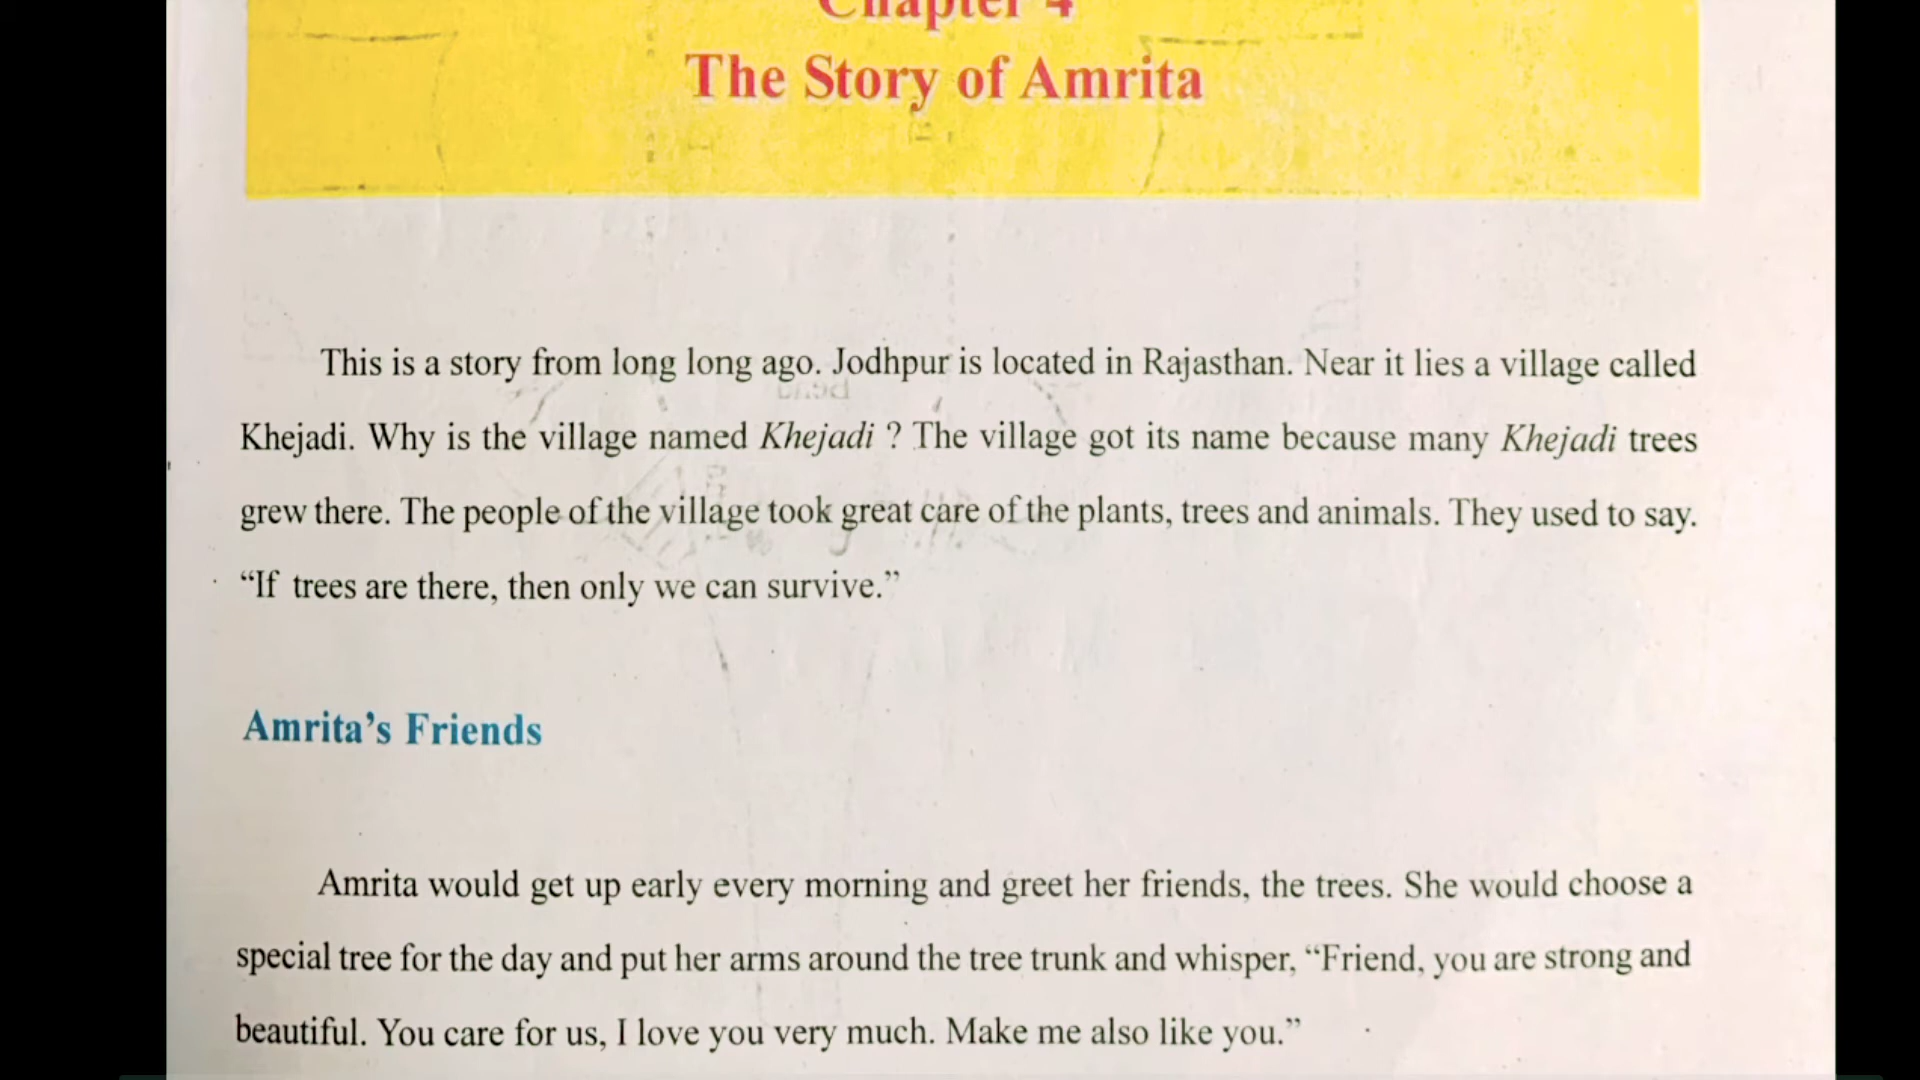 Chapter 4
The Story of Amrita
This is a story from long long ago. Jodhpur is located in Rajasthan. Near it lies a village called
Khejadi. Why is the village named Khejadi ? The village got its name because many Khejadi trees
grew there. The people of the village took great care of the plants, trees and animals. They used to say.
“If trees are there, then only we can survive.”
Amrita’s Friends
Amrita would get up early every morning and greet her friends, the trees. She would choose a
special tree for the day and put her arms around the tree trunk and whisper, “Friend, you are strong and
beautiful. You care for us, I love you very much. Make me also like you.”